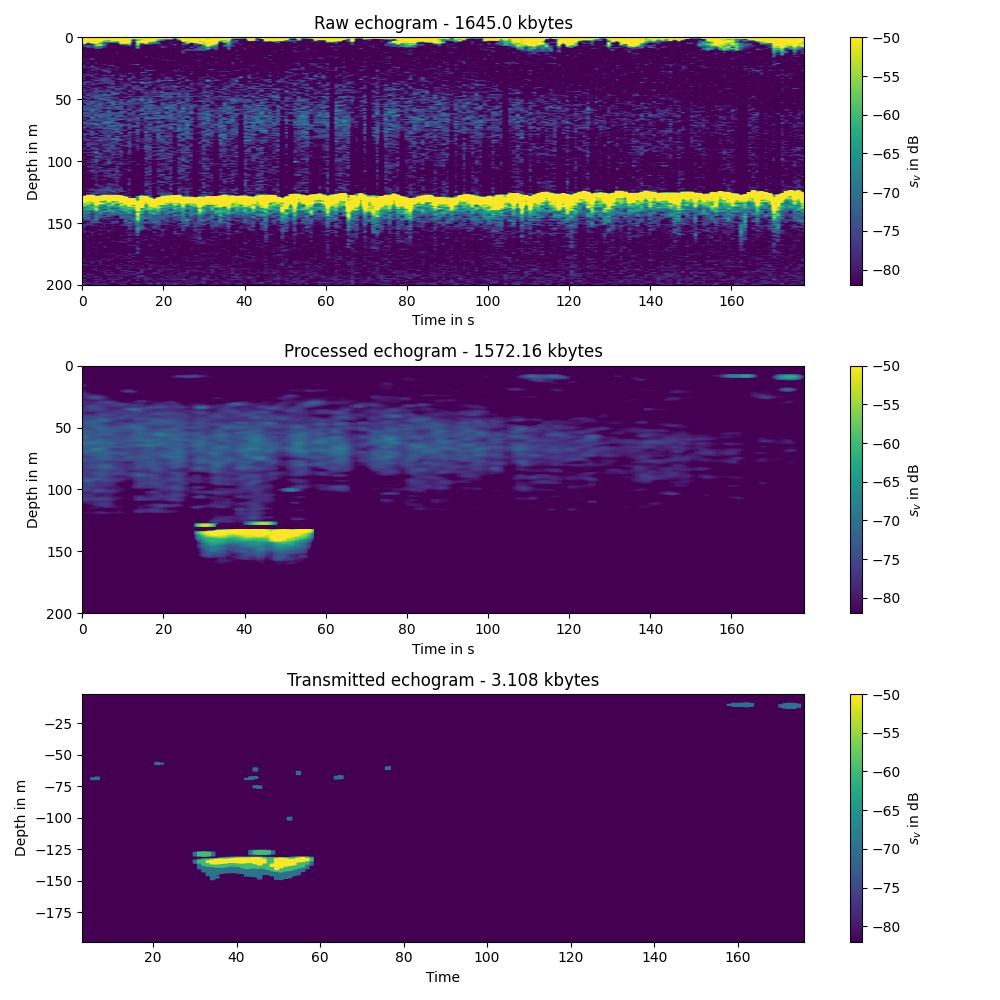 Raw echogram - 1645.0 kbytes
0
50
100
150
200
Depth in m
0 20 40 60 80 100 120 140 160
Time in s
−50
−55
−60
−65
−70
−75
−80
sv in dB
Processed echogram - 1572.16 kbytes
0
50
100
150
200
Depth in m
0 20 40 60 80 100 120 140 160
Time in s
−50
−55
−60
−65
−70
−75
−80
sv in dB
Transmitted echogram - 3.108 kbytes
−25
−50
−75
−100
−125
−150
−175
Depth in m
20 40 60 80 100 120 140 160
Time
−50
−55
−60
−65
−70
−75
−80
sv in dB